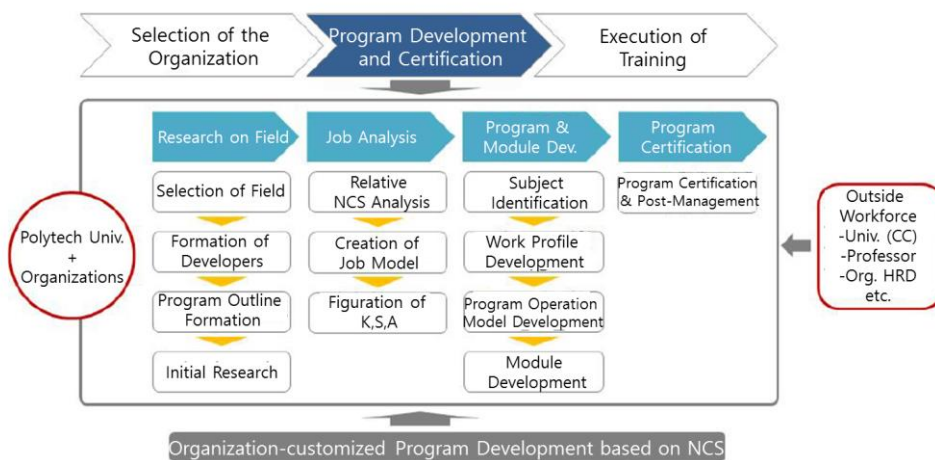 Selection of the
Organization
Program Development
and Certification
Execution of
Training
Research on Field
Job Analysis
Program &
Module Dev.
Program
Certification
Selection of Field
Formation of
Developers
Program Outline
Formation
Initial Research
Relative
NCS Analysis
Creation of
Job Model
Figuration of
K,S,A
Subject
Identification
Work Profile
Development
Program Operation
Model Development
Module
Development
Program Certification
& Post-Management
Polytech Univ.
+
Organizations
Outside
Workforce
-Univ. (CC)
-Professor
-Org. HRD
etc.
Organization-customized Program Development based on NCS